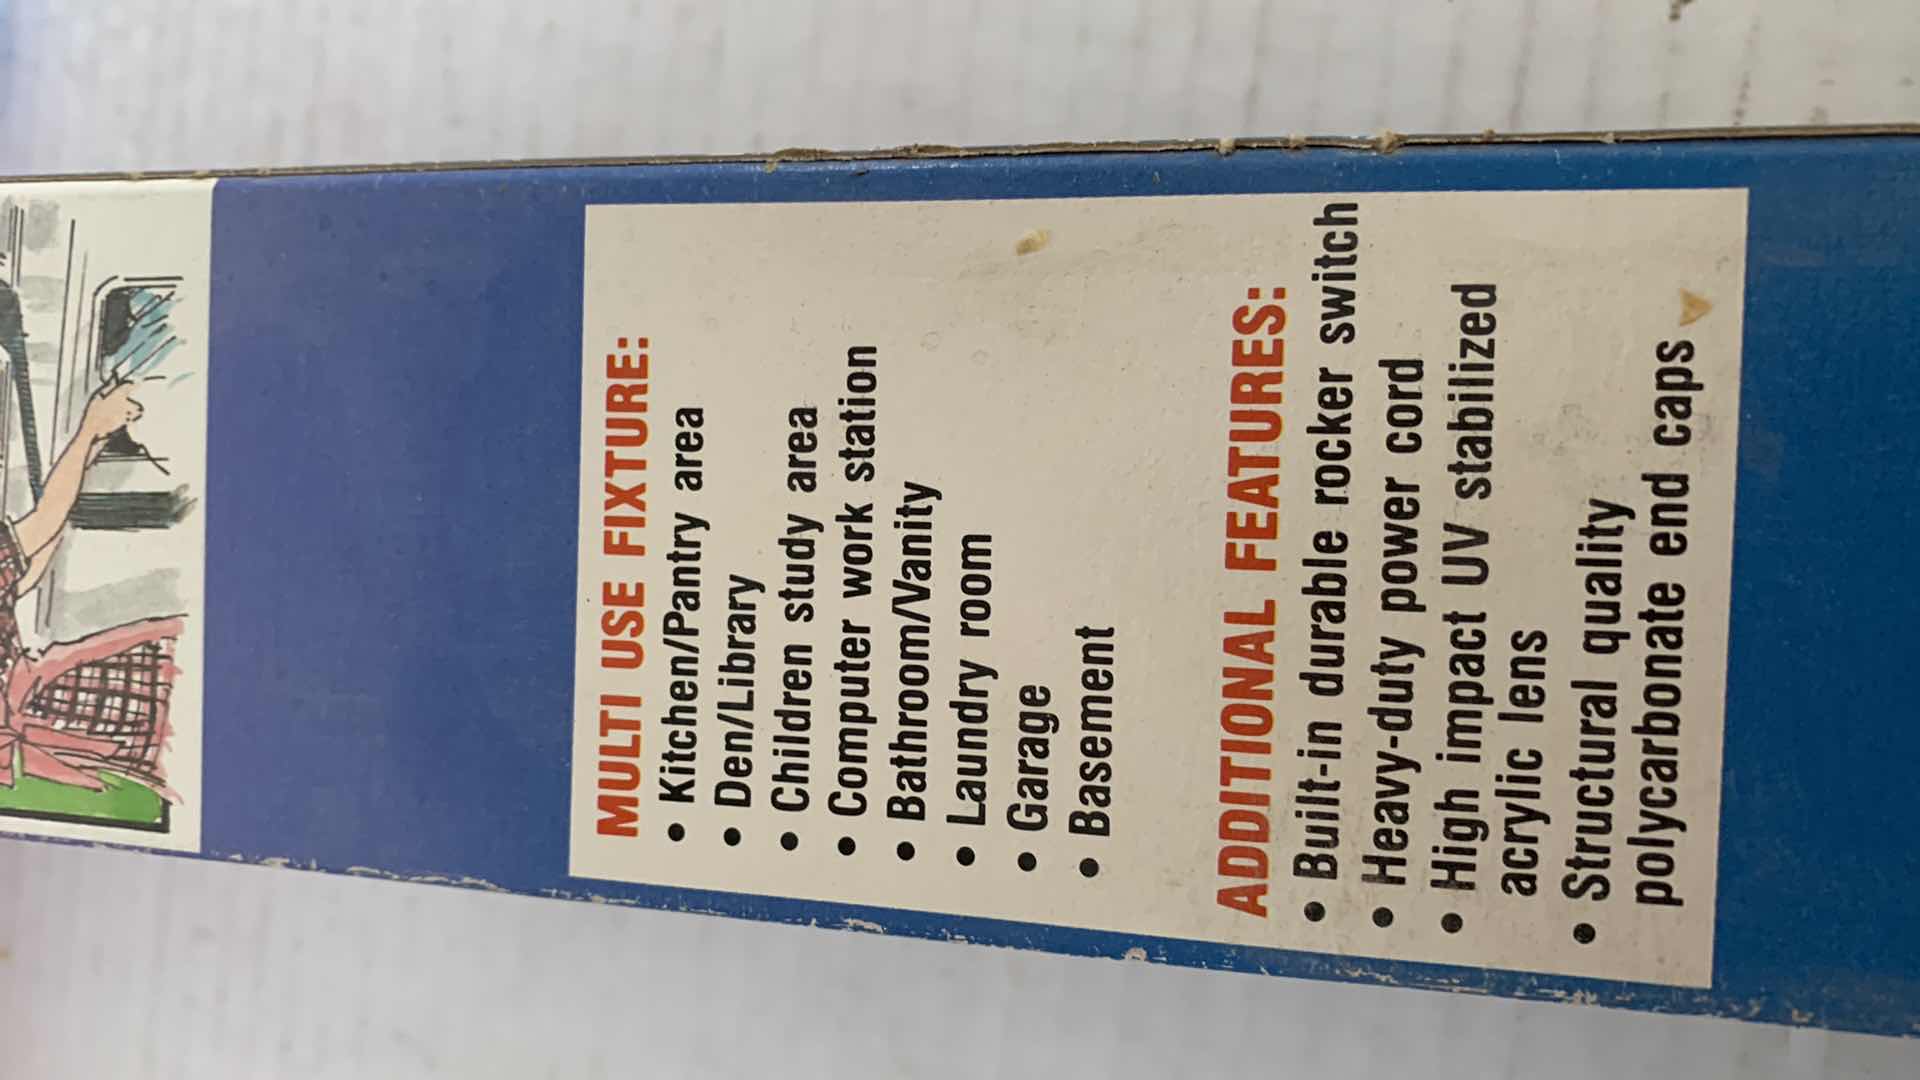 MULTI USE FIXTURE:
• Kitchen/Pantry area
• Den/Library
• Children study area
• Computer work station
• Bathroom/Vanity
• Laundry room
• Garage
• Basement
ADDITIONAL FEATURES:
• Built-in durable rocker switch
• Heavy-duty power cord
• High impact UV stabilized
acrylic lens
• Structural quality
polycarbonate end caps